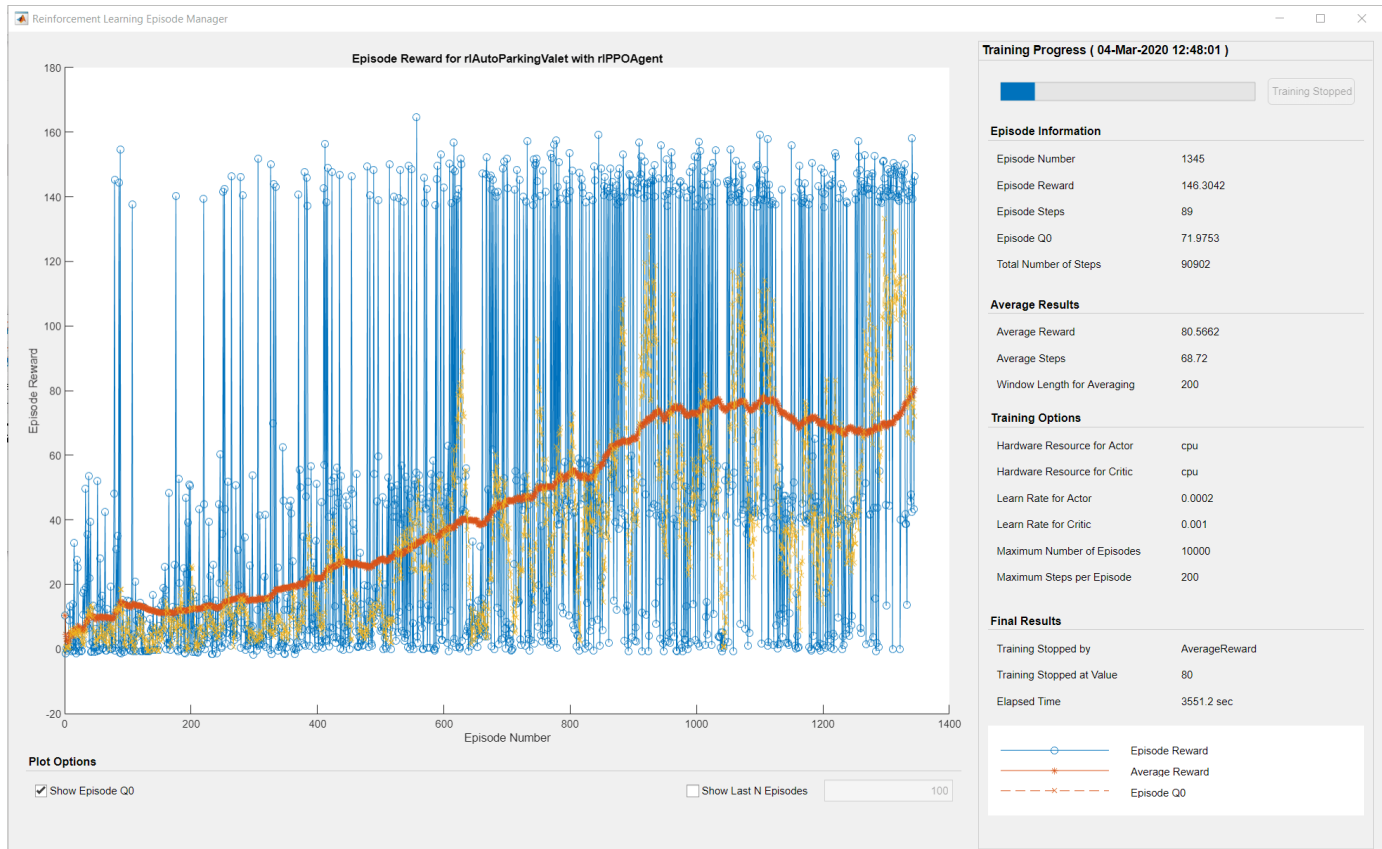 Reinforcement Learning Episode Manager
Episode Reward for rlAutoParkingValet with rlPPOAgent
180
160
140
120
100
80
60
40
20
0
-20
Episode Reward
0 200 400 600 800 1000 1200 1400
Episode Number
Plot Options
Show Episode Q0
Show Last N Episodes 100
Training Progress ( 04-Mar-2020 12:48:01 )
Training Stopped
Episode Information
Episode Number 1345
Episode Reward 146.3042
Episode Steps 89
Episode Q0 71.9753
Total Number of Steps 90902
Average Results
Average Reward 80.5662
Average Steps 68.72
Window Length for Averaging 200
Training Options
Hardware Resource for Actor cpu
Hardware Resource for Critic cpu
Learn Rate for Actor 0.0002
Learn Rate for Critic 0.001
Maximum Number of Episodes 10000
Maximum Steps per Episode 200
Final Results
Training Stopped by AverageReward
Training Stopped at Value 80
Elapsed Time 3551.2 sec
Episode Reward
Average Reward
Episode Q0